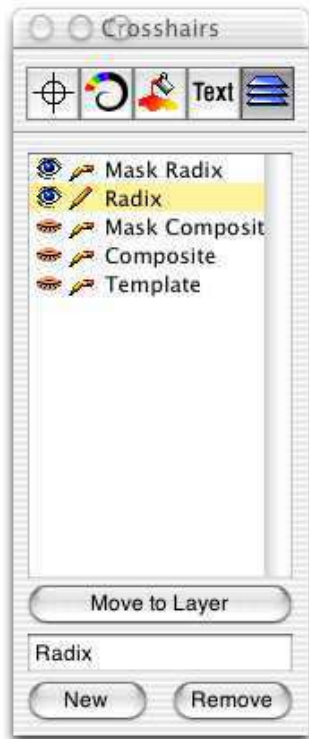 Crosshairs
Text
Mask Radix
Radix
Mask Composit
Composite
Template
Move to Layer
Radix
New Remove